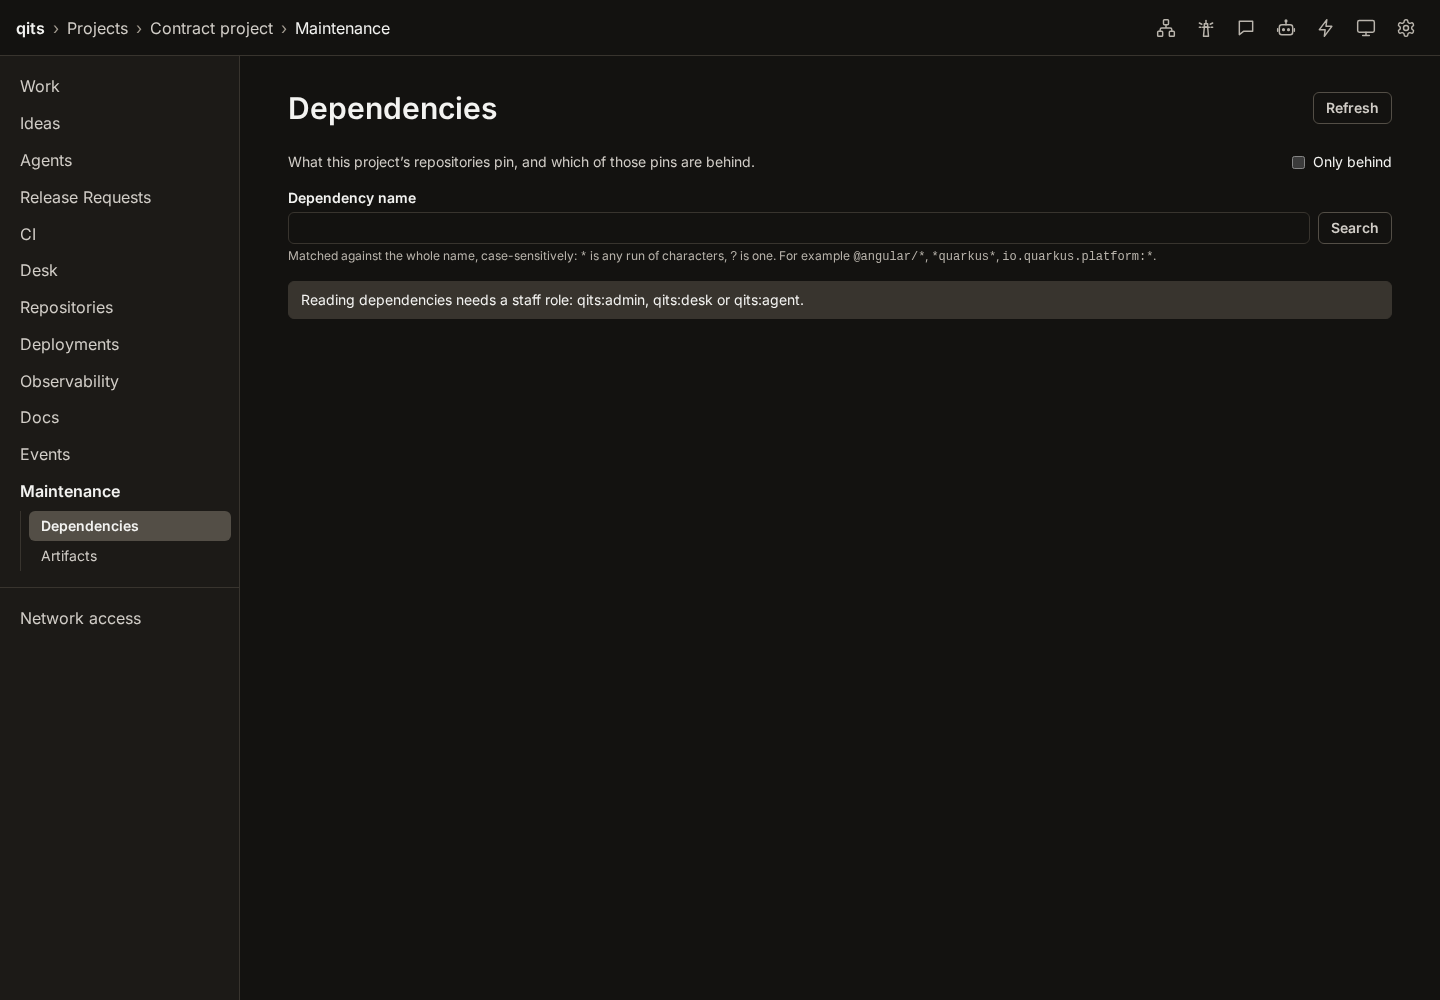 qits › Projects › Contract project › Maintenance
Work
Ideas
Agents
Release Requests
CI
Desk
Repositories
Deployments
Observability
Docs
Events
Maintenance
Dependencies
Artifacts
Network access
Dependencies
Refresh
What this project’s repositories pin, and which of those pins are behind.
Only behind
Dependency name
Search
Matched against the whole name, case-sensitively: * is any run of characters, ? is one. For example @angular/*, *quarkus*, io.quarkus.platform:*.
Reading dependencies needs a staff role: qits:admin, qits:desk or qits:agent.